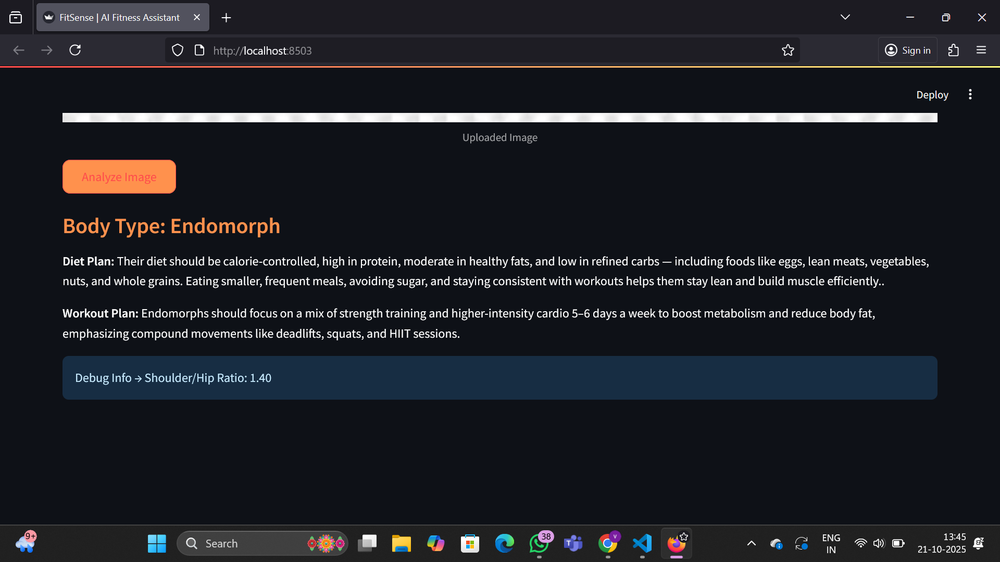 FitSense | AI Fitness Assistant
http://localhost:8503
Sign in
Deploy
Uploaded Image
Analyze Image
Body Type: Endomorph
Diet Plan: Their diet should be calorie-controlled, high in protein, moderate in healthy fats, and low in refined carbs — including foods like eggs, lean meats, vegetables,
nuts, and whole grains. Eating smaller, frequent meals, avoiding sugar, and staying consistent with workouts helps them stay lean and build muscle efficiently..
Workout Plan: Endomorphs should focus on a mix of strength training and higher-intensity cardio 5–6 days a week to boost metabolism and reduce body fat,
emphasizing compound movements like deadlifts, squats, and HIIT sessions.
Debug Info → Shoulder/Hip Ratio: 1.40
9+
Search
38
V
ENG
IN
13:45
21-10-2025